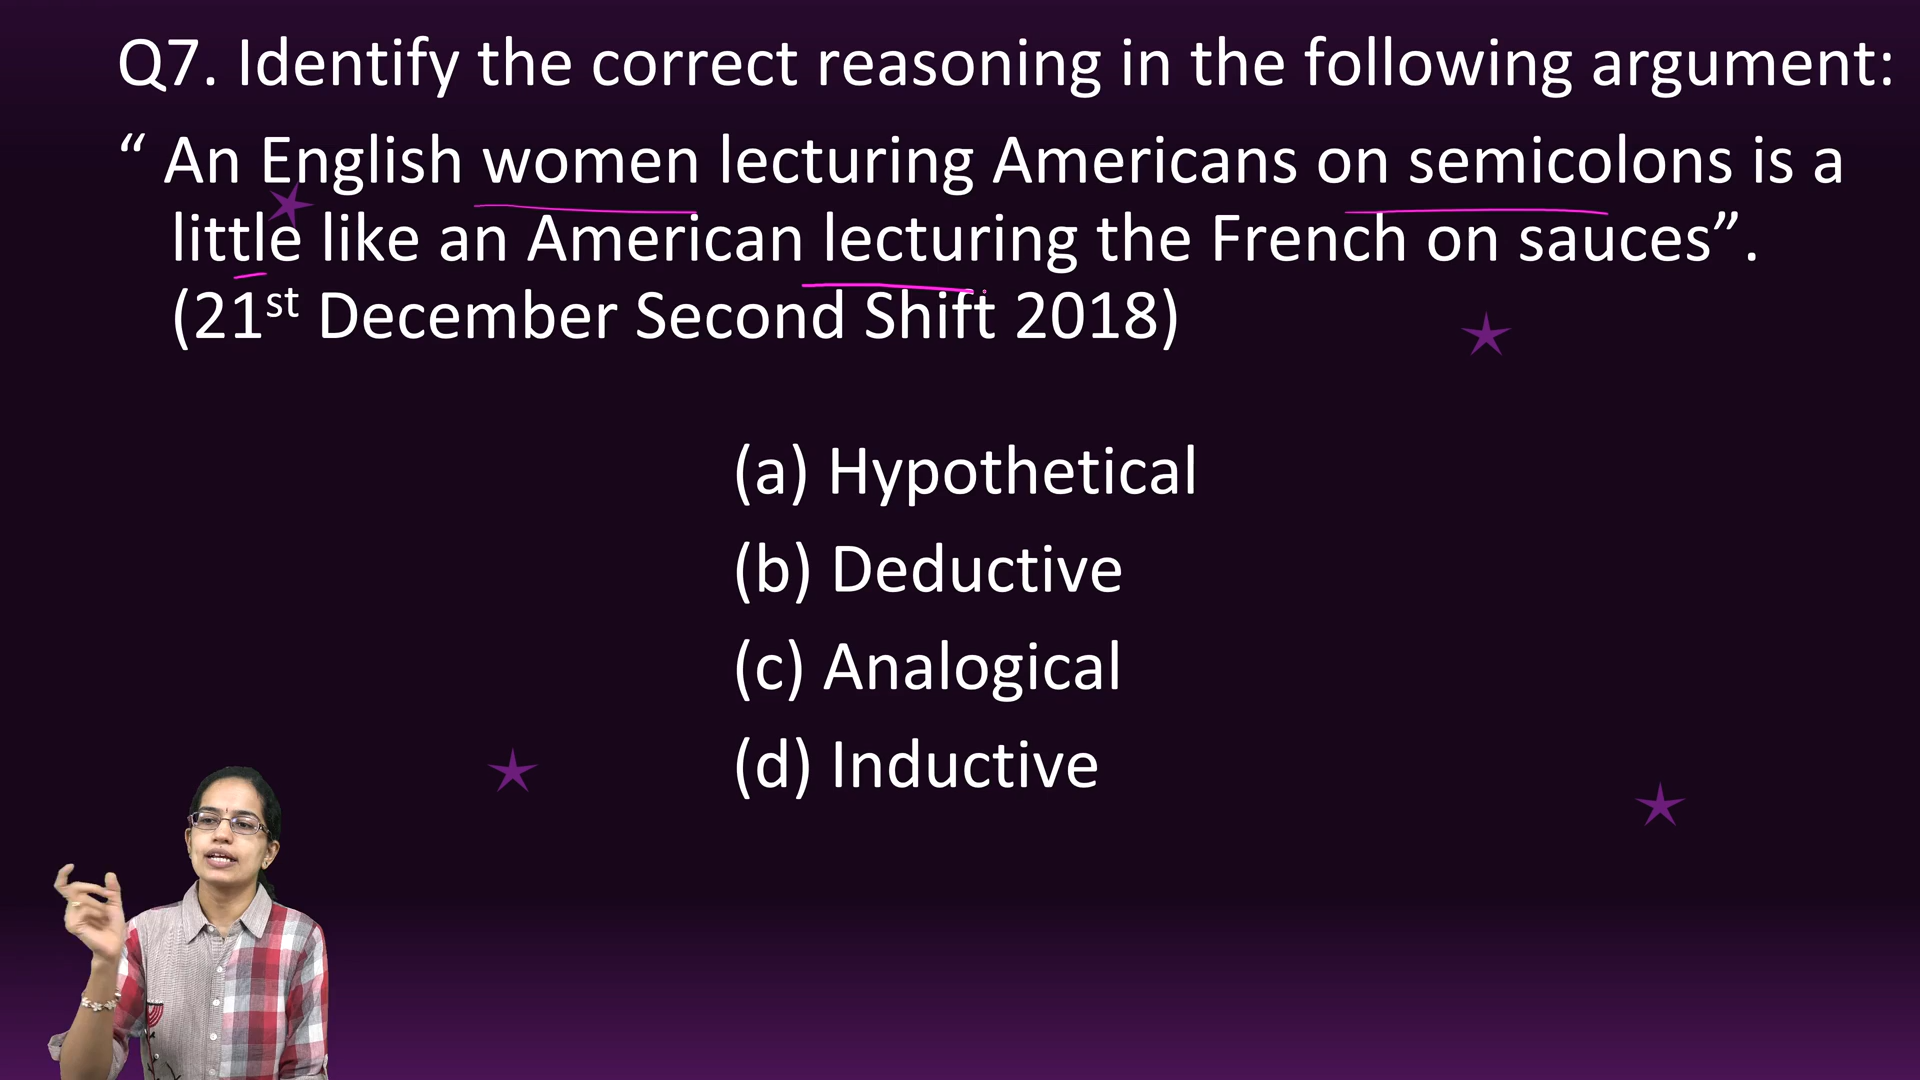 Q7. Identify the correct reasoning in the following argument:
“ An English women lecturing Americans on semicolons is a
little like an American lecturing the French on sauces”.
(21st December Second Shift 2018)
(a) Hypothetical
(b) Deductive
(c) Analogical
(d) Inductive